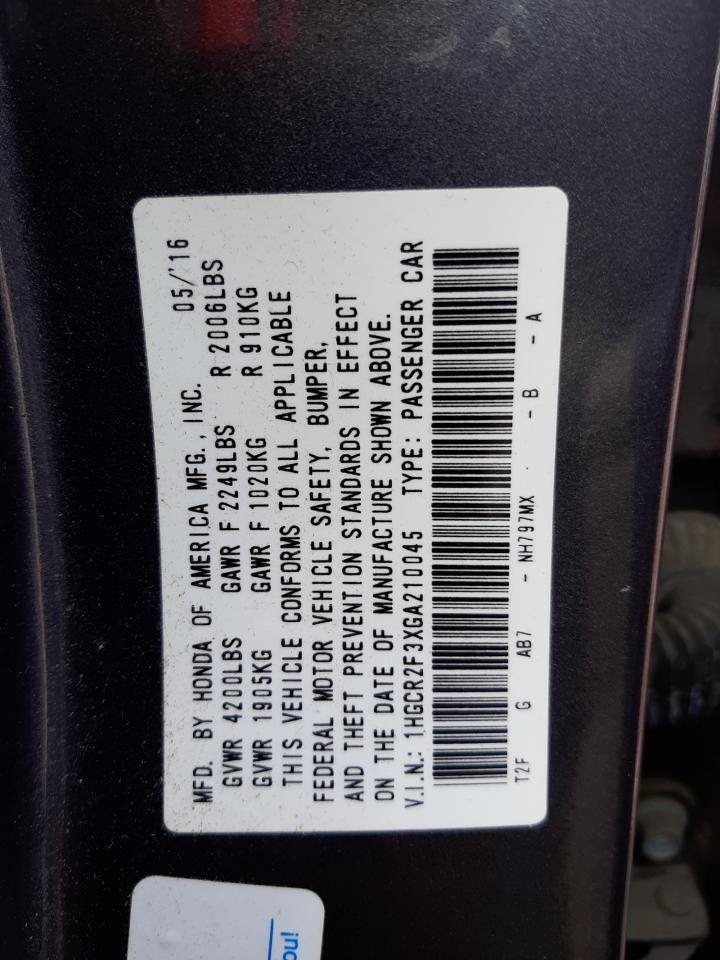 MFD. BY HONDA OF AMERICA MFG., INC. 05/'16
GVWR 4200LBS GAWR F 2249LBS R 2006LBS
GVWR 1905KG GAWR F 1020KG R 910KG
THIS VEHICLE CONFORMS TO ALL APPLICABLE
FEDERAL MOTOR VEHICLE SAFETY, BUMPER,
AND THEFT PREVENTION STANDARDS IN EFFECT
ON THE DATE OF MANUFACTURE SHOWN ABOVE.
V.I.N.: 1HGCR2F3XGA210045 TYPE: PASSENGER CAR
T2F G AB7 - NH797MX - B - A
ou!